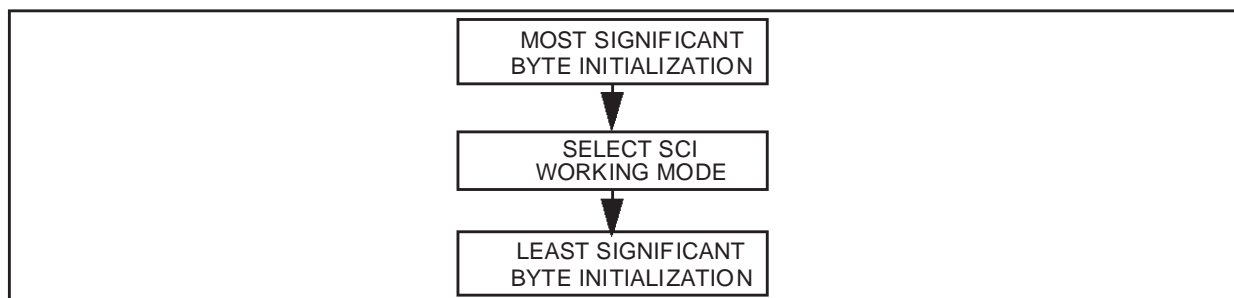 MOST SIGNIFICANT
BYTE INITIALIZATION
SELECT SCI
WORKING MODE
LEAST SIGNIFICANT
BYTE INITIALIZATION